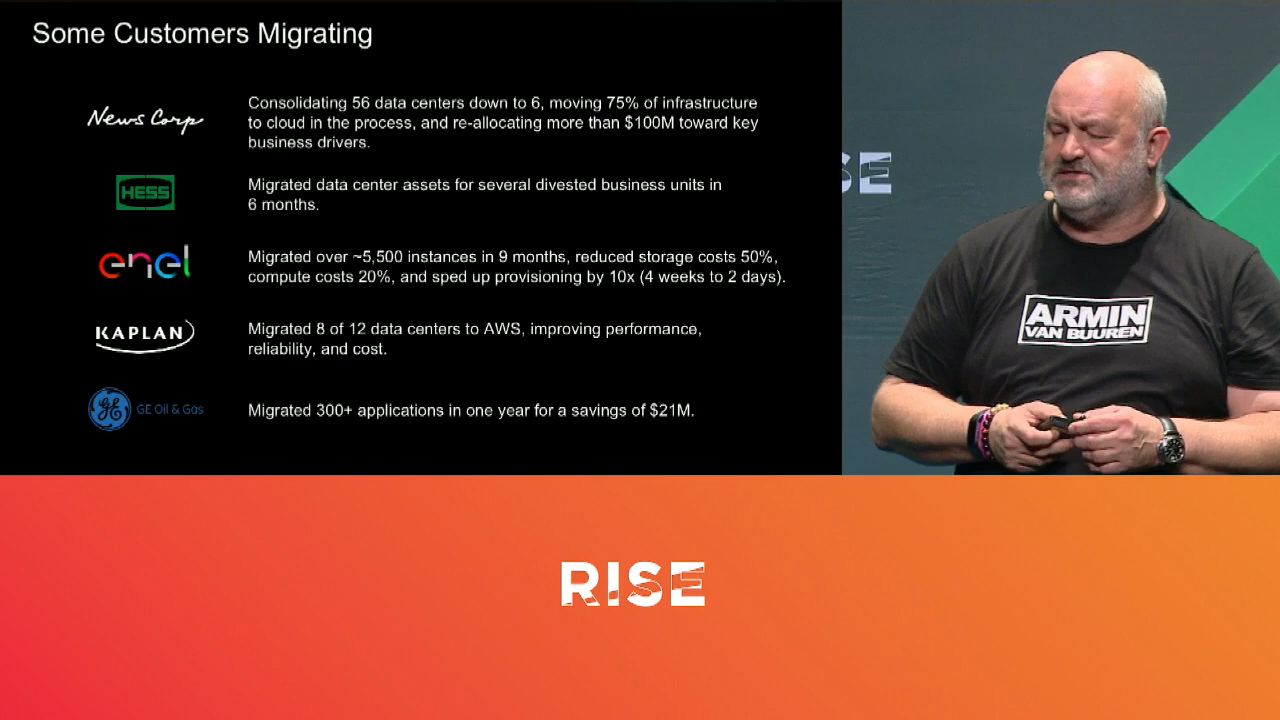 Some Customers Migrating
News Corp
Consolidating 56 data centers down to 6, moving 75% of infrastructure
to cloud in the process, and re-allocating more than $100M toward key
business drivers.
HESS
Migrated data center assets for several divested business units in
6 months.
enel
Migrated over ~5,500 instances in 9 months, reduced storage costs 50%,
compute costs 20%, and sped up provisioning by 10x (4 weeks to 2 days).
KAPLAN
Migrated 8 of 12 data centers to AWS, improving performance,
reliability, and cost.
GE
GE Oil & Gas
Migrated 300+ applications in one year for a savings of $21M.
SE
ARMIN
VAN BUUREN
RISE